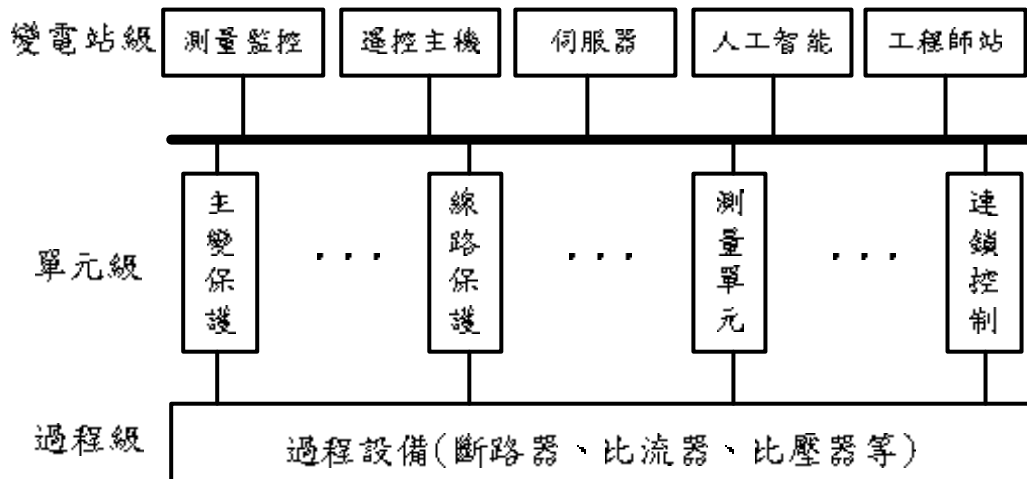 變電站級
測量監控
遙控主機
伺服器
人工智能
工程師站
單元級
主變保護
線路保護
測量單元
連鎖控制
過程級
過程設備(斷路器、比流器、比壓器等)